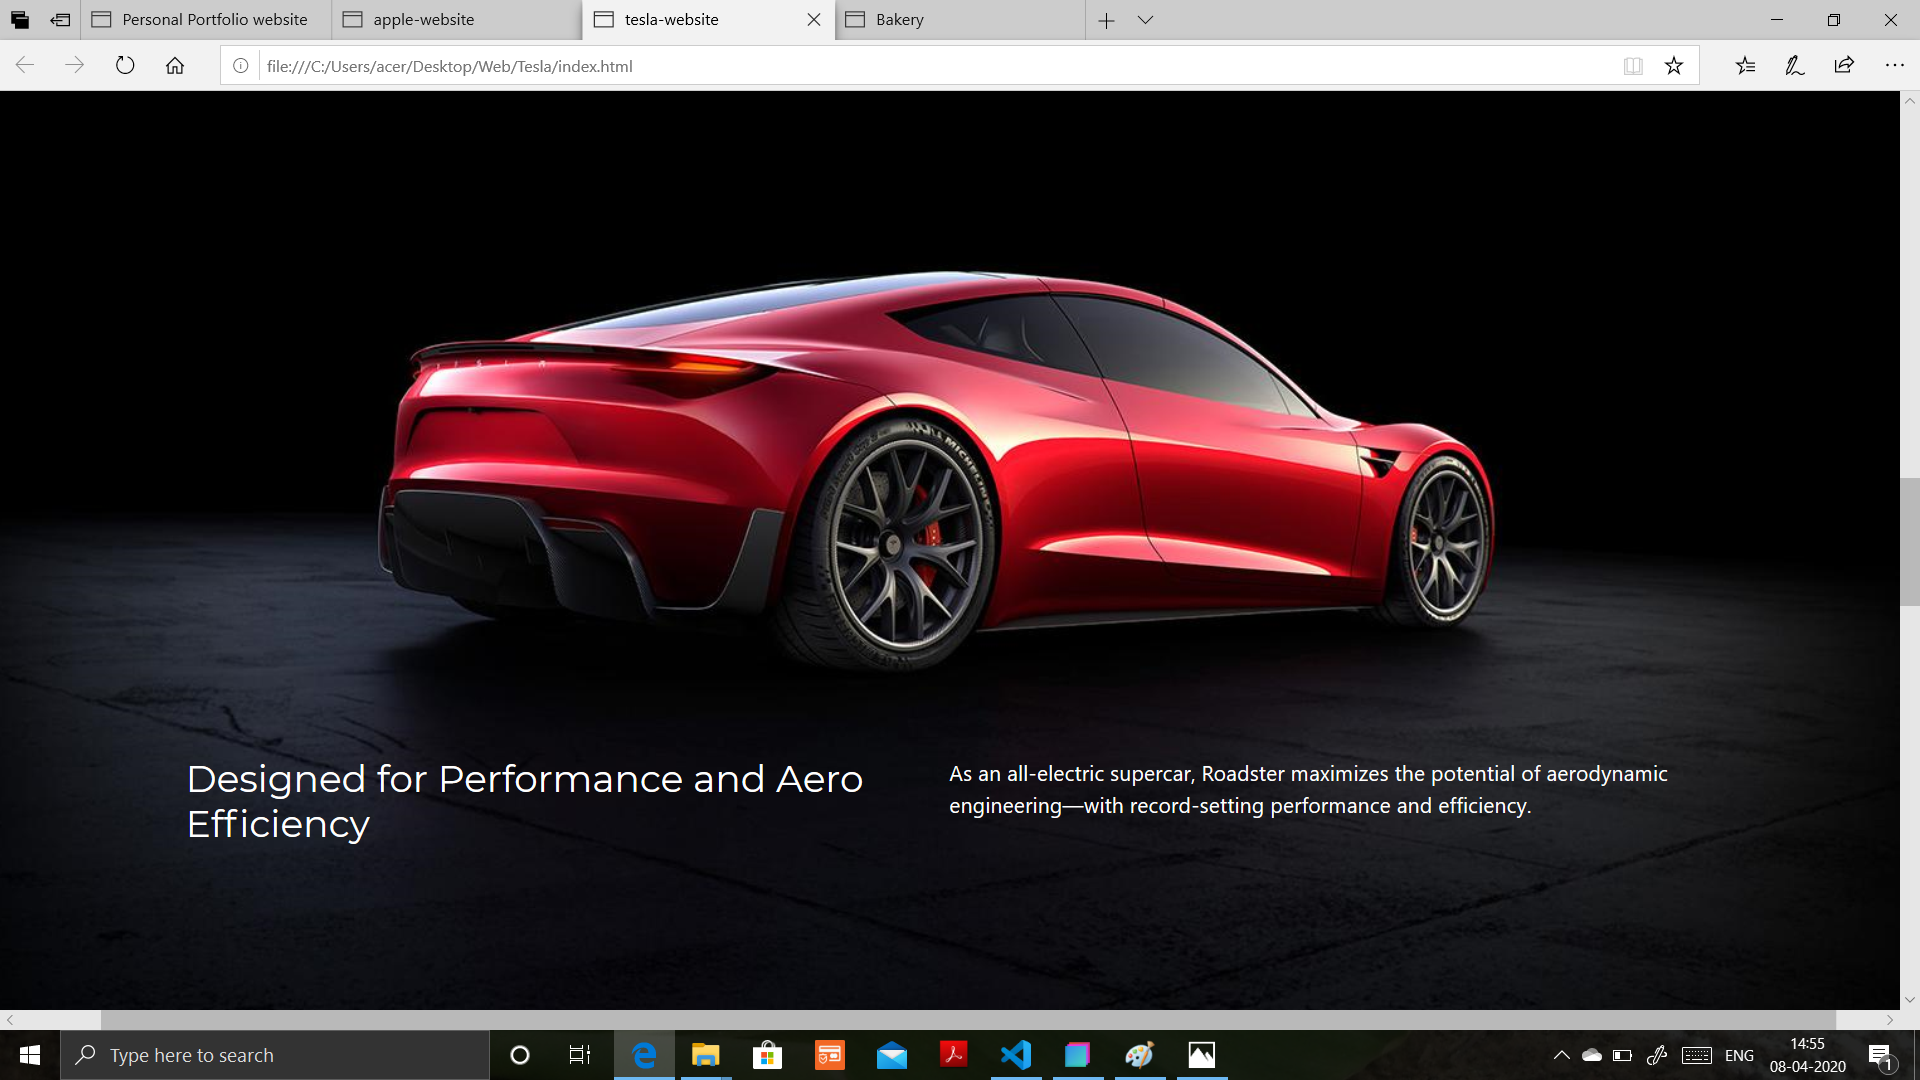 Personal Portfolio website
apple-website
tesla-website
Bakery
file:///C:/Users/acer/Desktop/Web/Tesla/index.html
T E S L A
MICHELIN
Designed for Performance and Aero
Efficiency
As an all-electric supercar, Roadster maximizes the potential of aerodynamic
engineering—with record-setting performance and efficiency.
Type here to search
ENG
14:55
08-04-2020
1